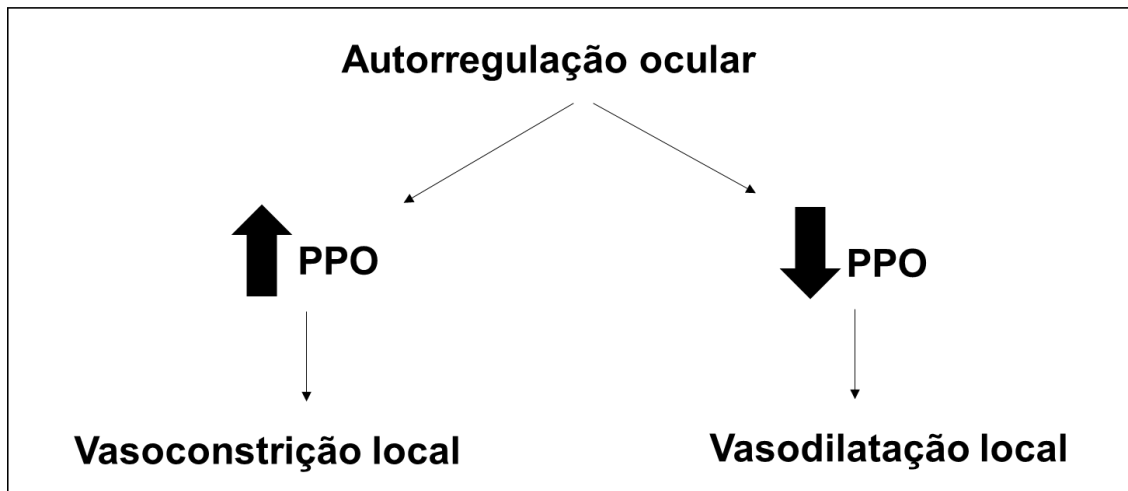 Autorregulação ocular
PPO
PPO
Vasoconstrição local
Vasodilatação local